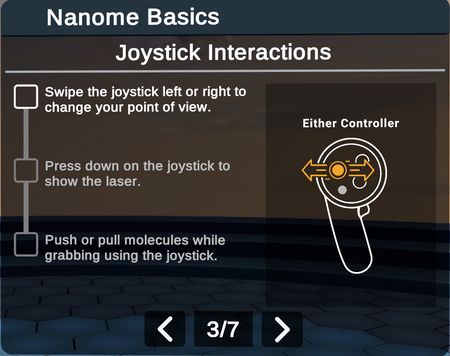 Nanome Basics
Joystick Interactions
Swipe the joystick left or right to
change your point of view.
Either Controller
Press down on the joystick to
show the laser.
Push or pull molecules while
grabbing using the joystick.
3/7